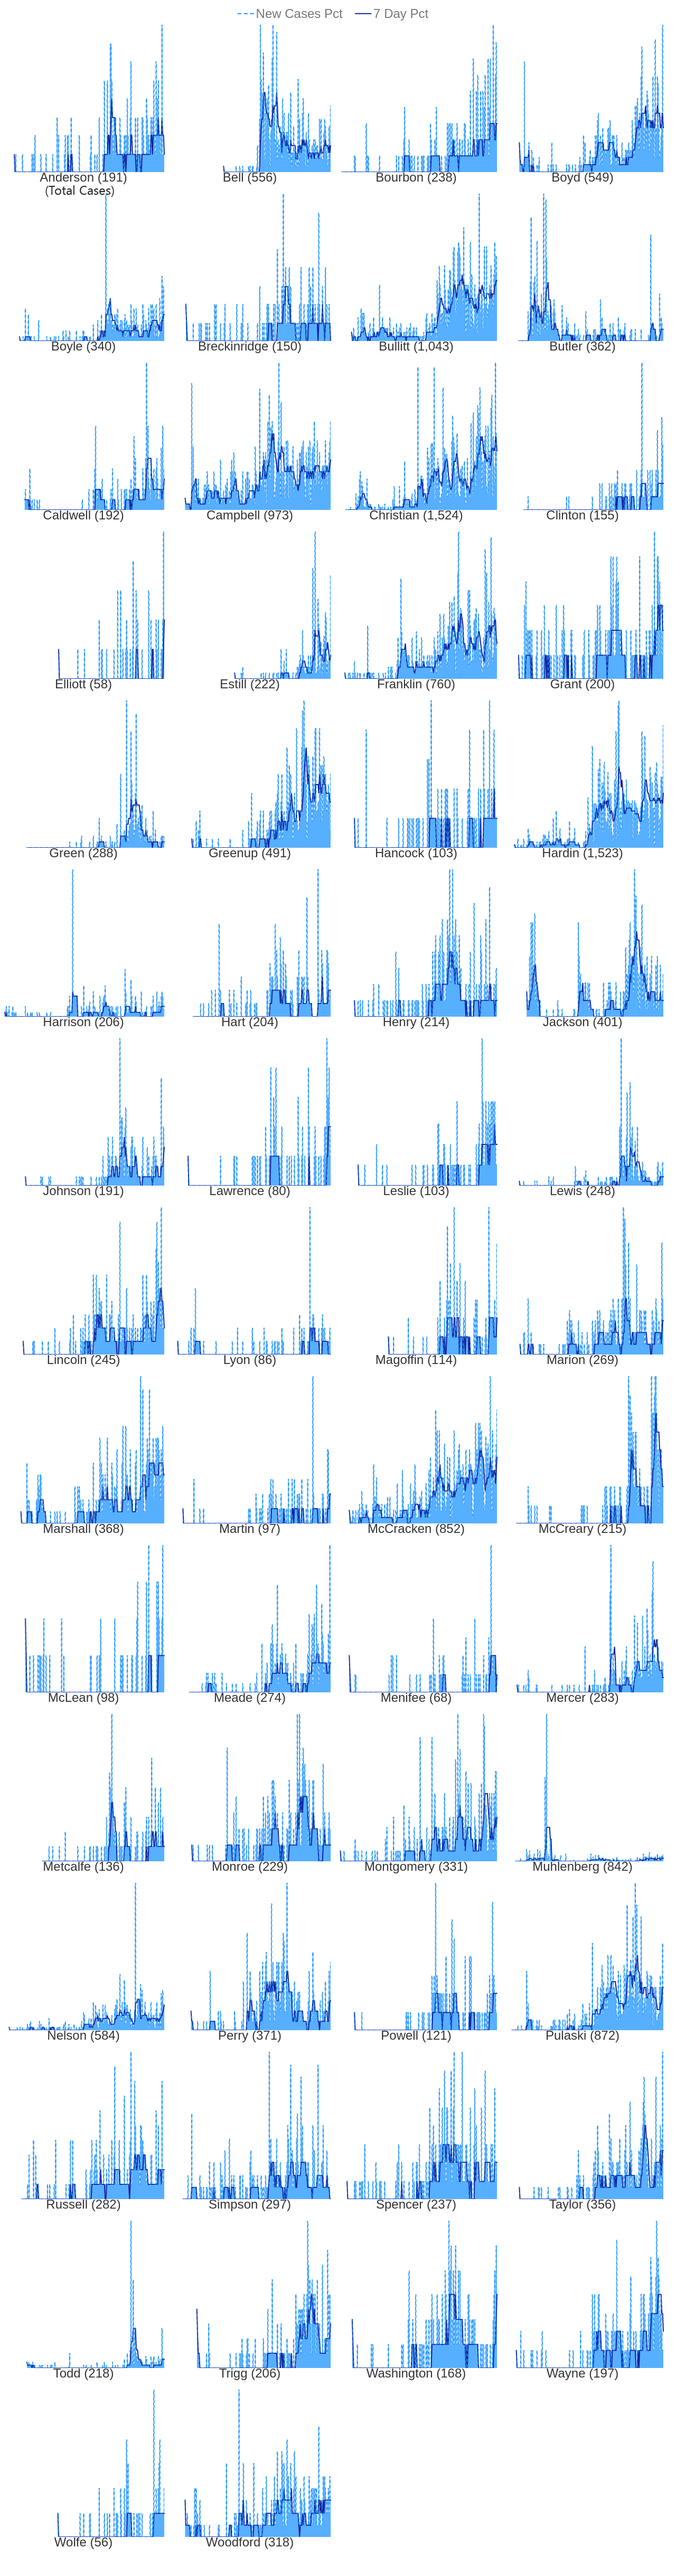 New Cases Pct 7 Day Pct
Anderson (191) Bell (556) Bourbon (238) Boyd (549)
(Total Cases)
Boyle (340) Breckinridge (150) Bullitt (1,043) Butler (362)
Caldwell (192) Campbell (973) Christian (1,524) Clinton (155)
Elliott (58) Estill (222) Franklin (760) Grant (200)
Green (288) Greenup (491) Hancock (103) Hardin (1,523)
Harrison (206) Hart (204) Henry (214) Jackson (401)
Johnson (191) Lawrence (80) Leslie (103) Lewis (248)
Lincoln (245) Lyon (86) Magoffin (114) Marion (269)
Marshall (368) Martin (97) McCracken (852) McCreary (215)
McLean (98) Meade (274) Menifee (68) Mercer (283)
Metcalfe (136) Monroe (229) Montgomery (331) Muhlenberg (842)
Nelson (584) Perry (371) Powell (121) Pulaski (872)
Russell (282) Simpson (297) Spencer (237) Taylor (356)
Todd (218) Trigg (206) Washington (168) Wayne (197)
Wolfe (56) Woodford (318)